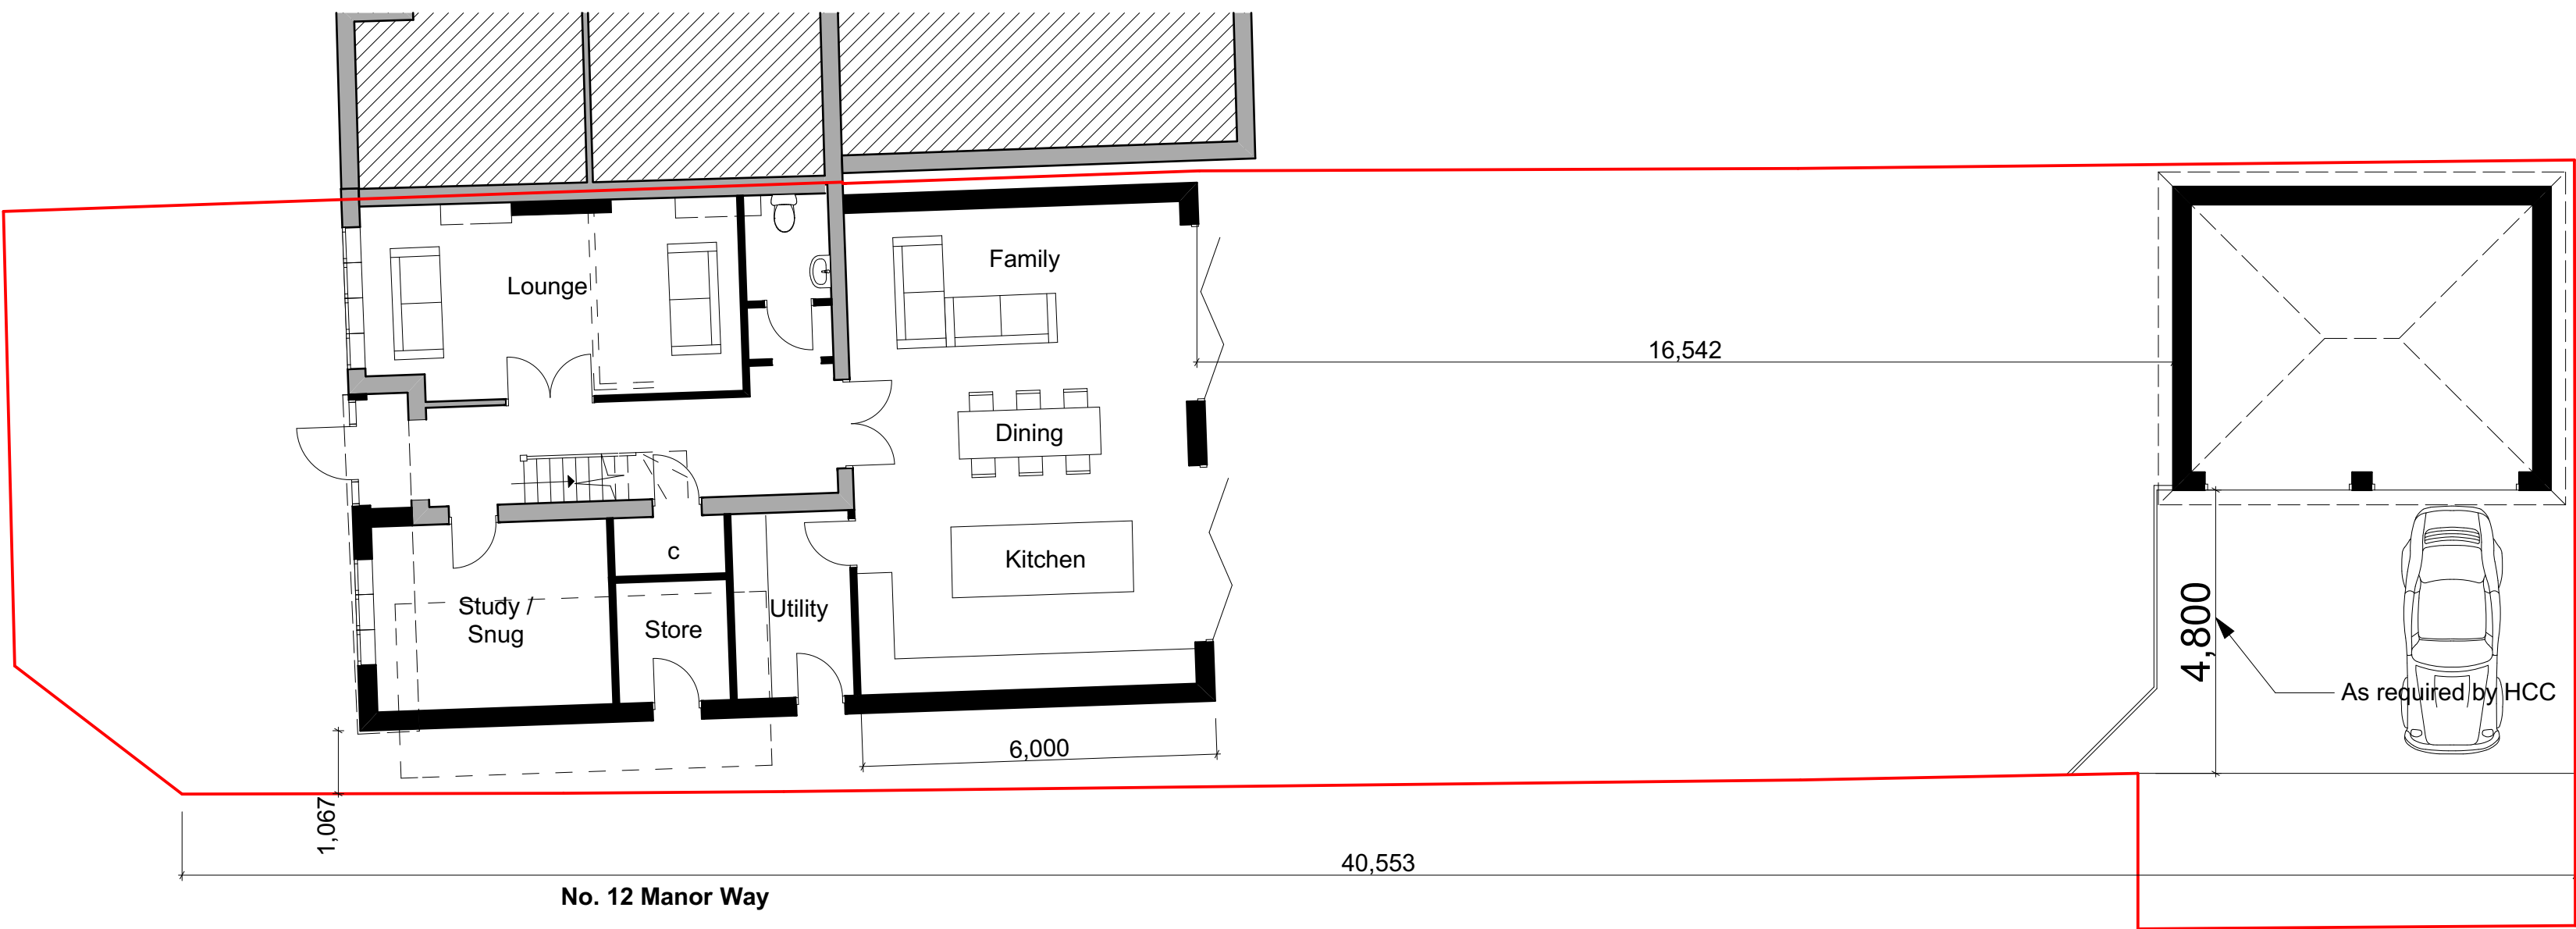 Family
Lounge
16,542
Dining
Kitchen
c
Study /
Snug
Utility
Store
4,800
As required by HCC
6,000
1,067
40,553
No. 12 Manor Way